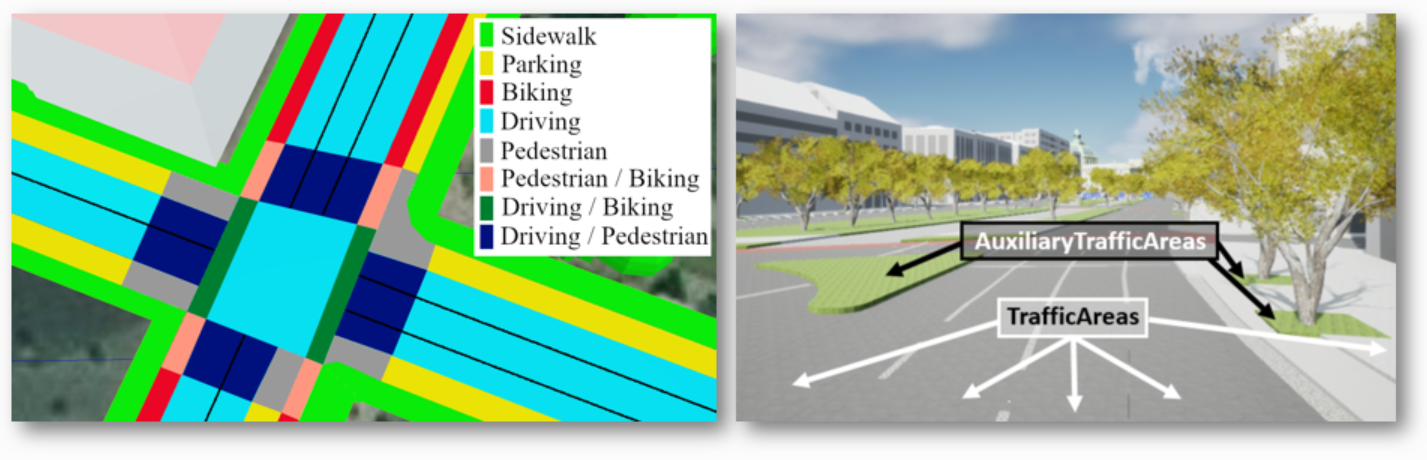 Sidewalk
Parking
Biking
Driving
Pedestrian
Pedestrian / Biking
Driving / Biking
Driving / Pedestrian
AuxiliaryTrafficAreas
TrafficAreas